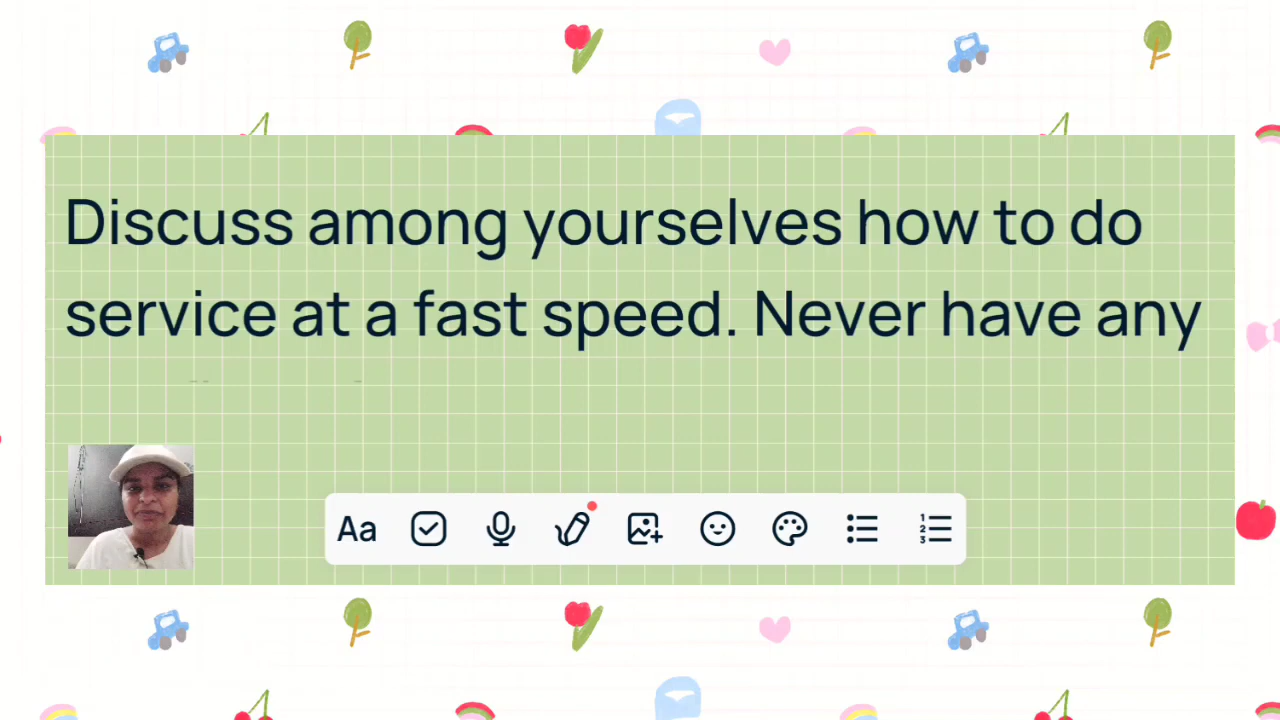 Discuss among yourselves how to do
service at a fast speed. Never have any
Aa